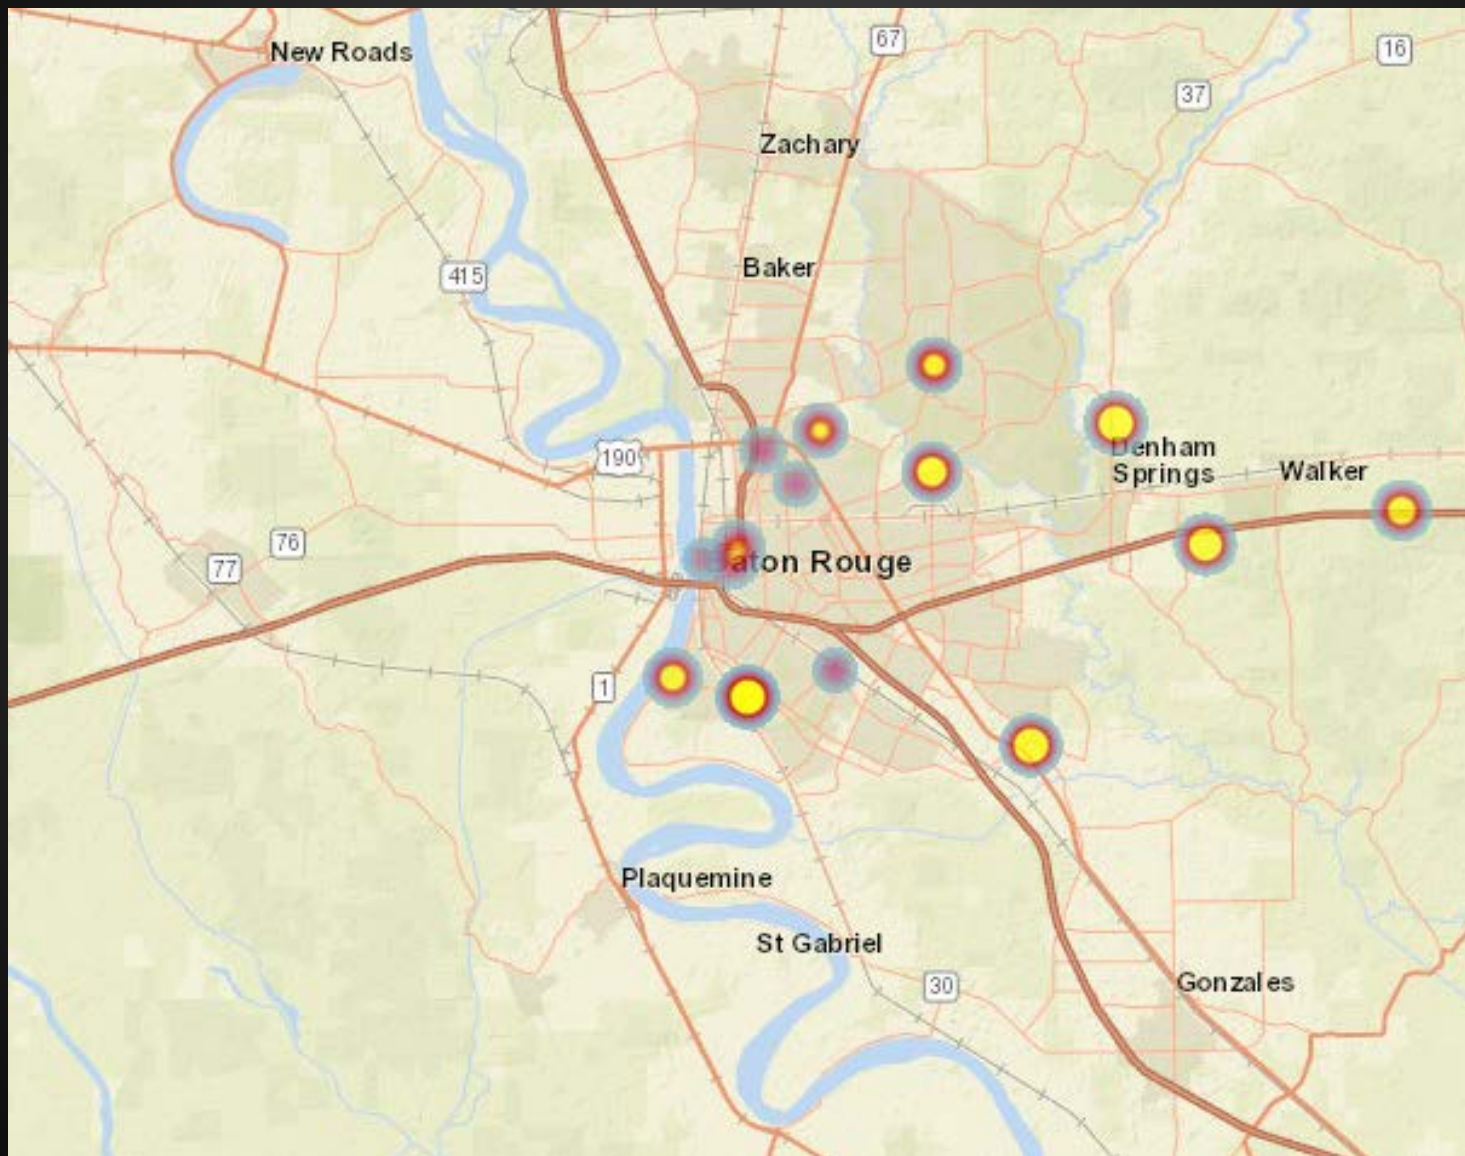 New Roads
67
16
37
Zachary
Baker
415
190
Denham
Springs
Walker
76
77
Baton Rouge
1
Plaquemine
St Gabriel
30
Gonzales